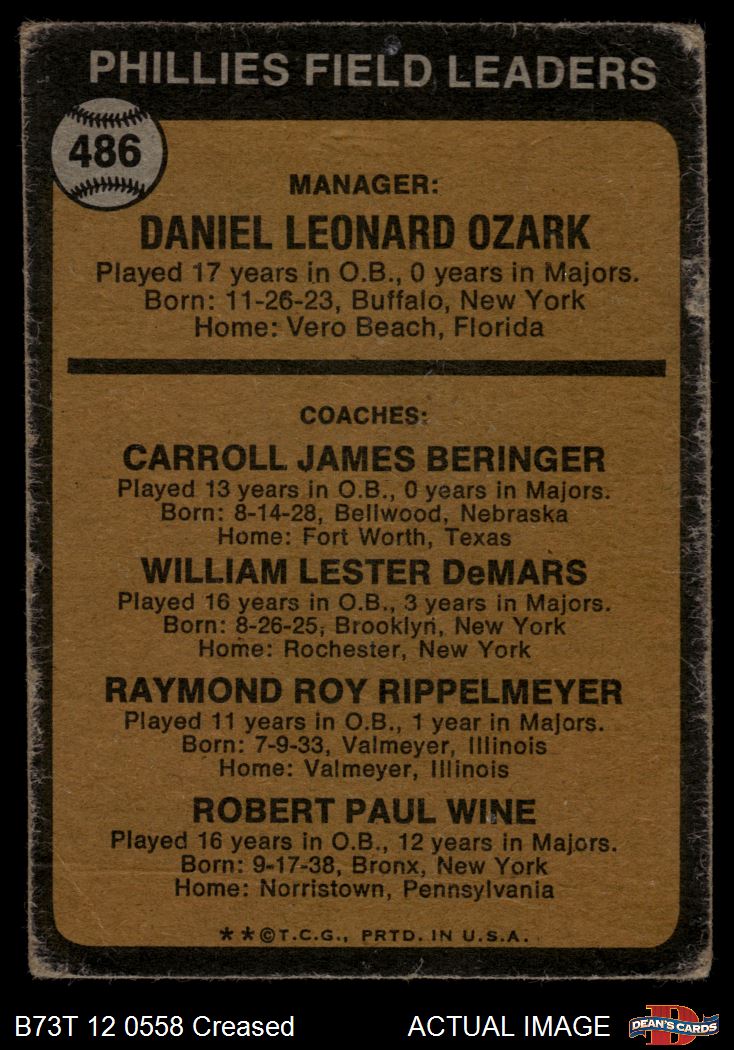 PHILLIES FIELD LEADERS
486
MANAGER:
DANIEL LEONARD OZARK
Played 17 years in O.B., 0 years in Majors.
Born: 11-26-23, Buffalo, New York
Home: Vero Beach, Florida
COACHES:
CARROLL JAMES BERINGER
Played 13 years in O.B., 0 years in Majors.
Born: 8-14-28, Bellwood, Nebraska
Home: Fort Worth, Texas
WILLIAM LESTER DeMARS
Played 16 years in O.B., 3 years in Majors.
Born: 8-26-25, Brooklyn, New York
Home: Rochester, New York
RAYMOND ROY RIPPELMEYER
Played 11 years in O.B., 1 year in Majors.
Born: 7-9-33, Valmeyer, Illinois
Home: Valmeyer, Illinois
ROBERT PAUL WINE
Played 16 years in O.B., 12 years in Majors.
Born: 9-17-38, Bronx, New York
Home: Norristown, Pennsylvania
**©T.C.G., PRTD. IN U.S.A.
B73T 12 0558 Creased
ACTUAL IMAGE
D
DEAN'S CARDS